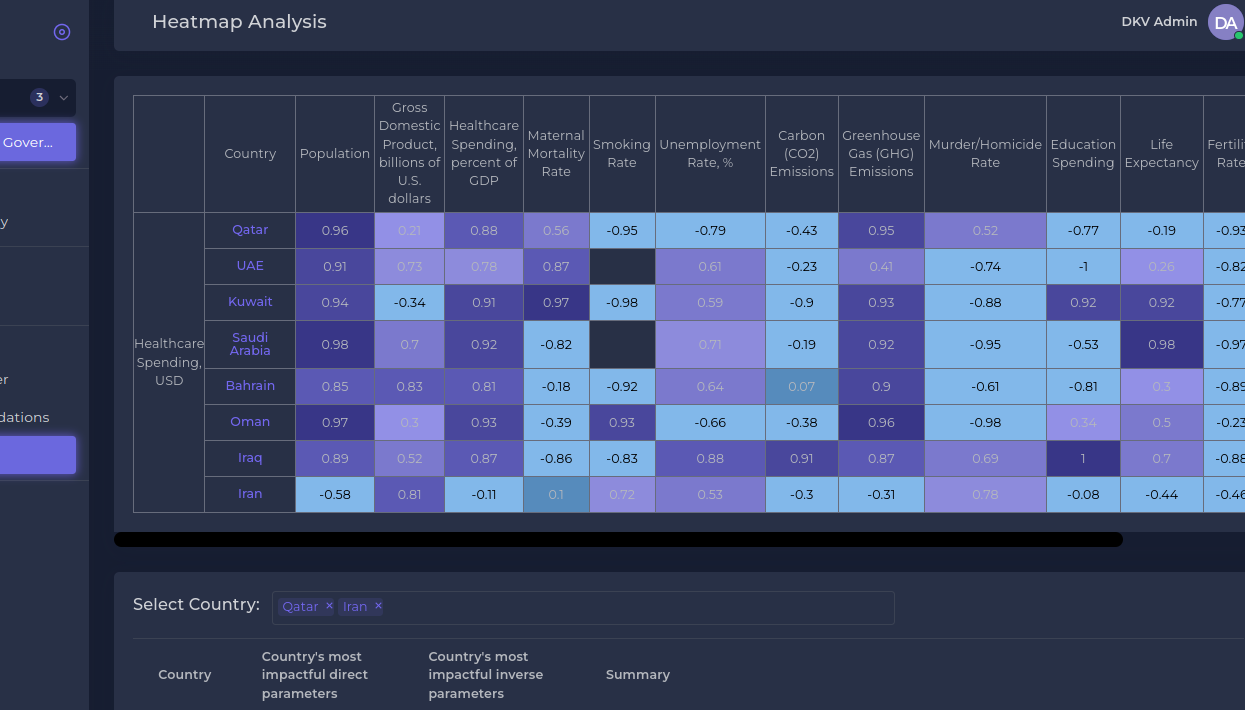 Heatmap Analysis
DKV Admin
DA
3
Gover...
y
er
dations
Country
Population
Gross
Domestic
Product,
billions of
U.S.
dollars
Healthcare
Spending,
percent of
GDP
Maternal
Mortality
Rate
Smoking
Rate
Unemployment
Rate, %
Carbon
(CO2)
Emissions
Greenhouse
Gas (GHG)
Emissions
Murder/Homicide
Rate
Education
Spending
Life
Expectancy
Fertili
Rate
Healthcare
Spending,
USD
Qatar 0.96 0.21 0.88 0.56 -0.95 -0.79 -0.43 0.95 0.52 -0.77 -0.19 -0.93
UAE 0.91 0.73 0.78 0.87 0.61 -0.23 0.41 -0.74 -1 0.26 -0.82
Kuwait 0.94 -0.34 0.91 0.97 -0.98 0.59 -0.9 0.93 -0.88 0.92 0.92 -0.77
Saudi
Arabia
0.98 0.7 0.92 -0.82 0.71 -0.19 0.92 -0.95 -0.53 0.98 -0.97
Bahrain 0.85 0.83 0.81 -0.18 -0.92 0.64 0.07 0.9 -0.61 -0.81 0.3 -0.89
Oman 0.97 0.3 0.93 -0.39 0.93 -0.66 -0.38 0.96 -0.98 0.34 0.5 -0.23
Iraq 0.89 0.52 0.87 -0.86 -0.83 0.88 0.91 0.87 0.69 1 0.7 -0.88
Iran -0.58 0.81 -0.11 0.1 0.72 0.53 -0.3 -0.31 0.78 -0.08 -0.44 -0.46
Select Country: Qatar × Iran ×
Country
Country's most
impactful direct
parameters
Country's most
impactful inverse
parameters
Summary